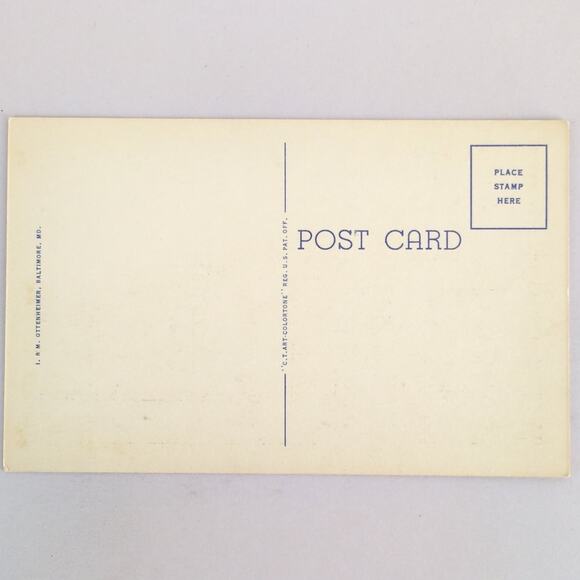 I. & M. OTTENHEIMER, BALTIMORE, MD.
"C.T. ART-COLORTONE" REG. U.S. PAT. OFF.
POST CARD
PLACE
STAMP
HERE